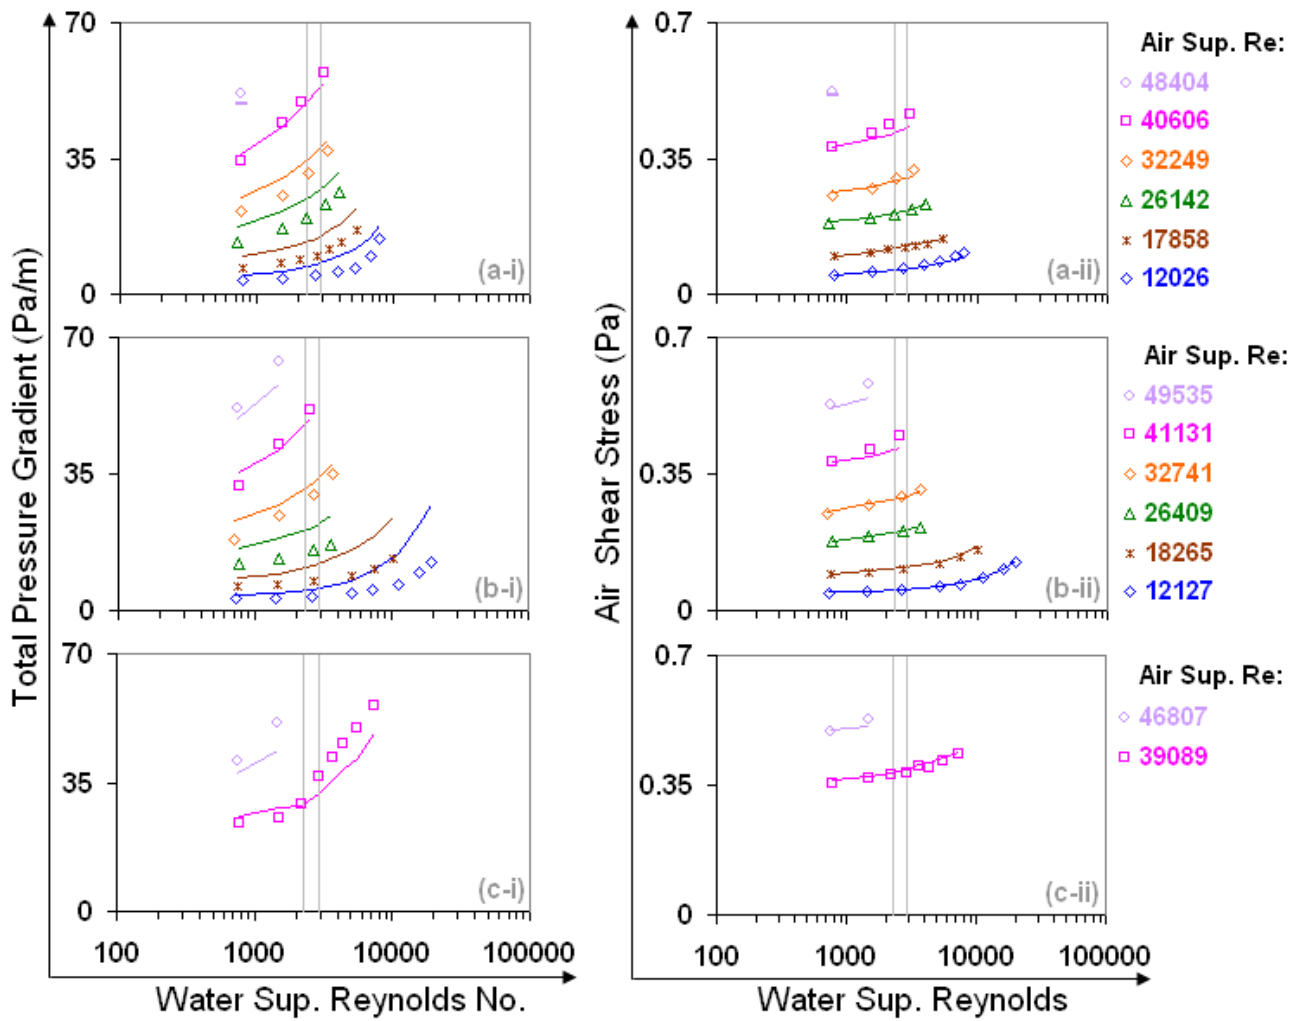 Total Pressure Gradient (Pa/m)
70
35
0
(a-i)
70
35
0
(b-i)
70
35
0
(c-i)
100 1000 10000 100000
Water Sup. Reynolds No.
Air Shear Stress (Pa)
0.7
0.35
0
(a-ii)
0.7
0.35
0
(b-ii)
0.7
0.35
0
(c-ii)
100 1000 10000 100000
Water Sup. Reynolds
Air Sup. Re:
48404
40606
32249
26142
17858
12026
Air Sup. Re:
49535
41131
32741
26409
18265
12127
Air Sup. Re:
46807
39089